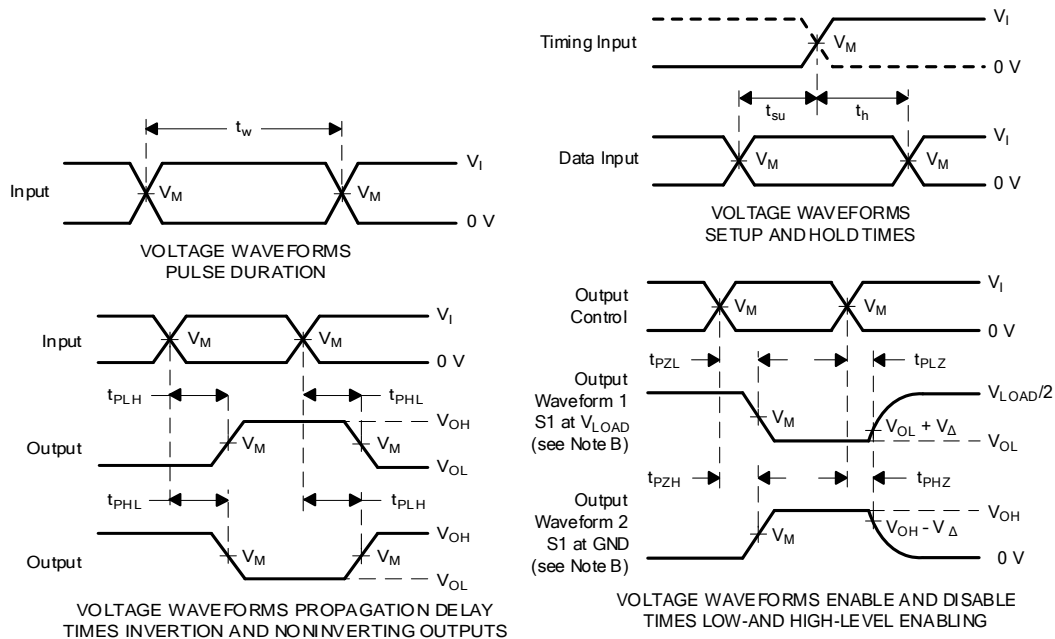 t_w
V_I
Input
V_M
V_M
0 V
VOLTAGE WAVEFORMS
PULSE DURATION
V_I
Timing Input
V_M
0 V
t_su
t_h
V_I
Data Input
V_M
V_M
0 V
VOLTAGE WAVEFORMS
SETUP AND HOLD TIMES
V_I
Input
V_M
V_M
0 V
t_PLH
t_PHL
V_OH
Output
V_M
V_M
V_OL
t_PHL
t_PLH
V_OH
Output
V_M
V_M
V_OL
VOLTAGE WAVEFORMS PROPAGATION DELAY
TIMES INVERTION AND NONINVERTING OUTPUTS
V_I
Output
Control
V_M
V_M
0 V
t_PZL
t_PLZ
Output
Waveform 1
S1 at V_LOAD
(see Note B)
V_LOAD/2
V_M
V_OL + V_Δ
V_OL
t_PZH
t_PHZ
Output
Waveform 2
S1 at GND
(see Note B)
V_OH
V_M
V_OH - V_Δ
0 V
VOLTAGE WAVEFORMS ENABLE AND DISABLE
TIMES LOW-AND HIGH-LEVEL ENABLING